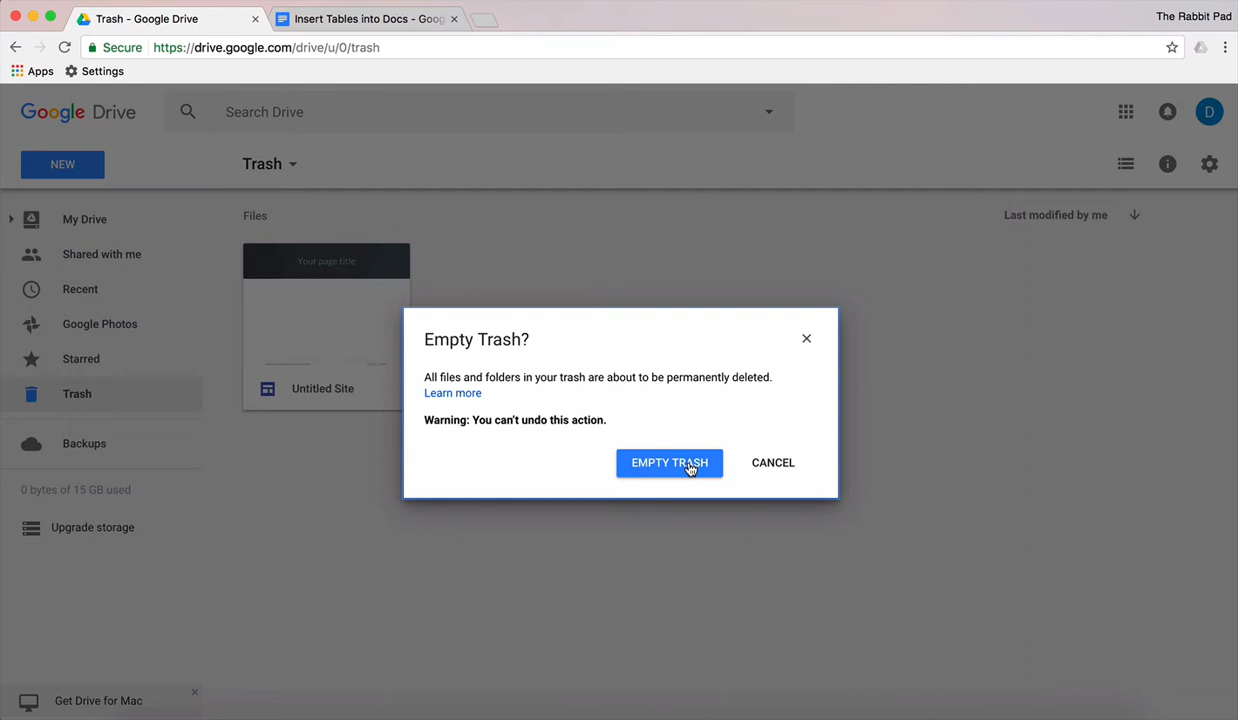 Trash - Google Drive
Insert Tables into Docs - Goog
The Rabbit Pad
Secure https://drive.google.com/drive/u/0/trash
Apps Settings
Google Drive
Search Drive
D
NEW
Trash
My Drive
Files
Last modified by me
Shared with me
Your page title
Recent
Google Photos
Starred
Trash
Untitled Site
Backups
0 bytes of 15 GB used
Upgrade storage
Get Drive for Mac
Empty Trash?
All files and folders in your trash are about to be permanently deleted.
Learn more
Warning: You can't undo this action.
EMPTY TRASH CANCEL